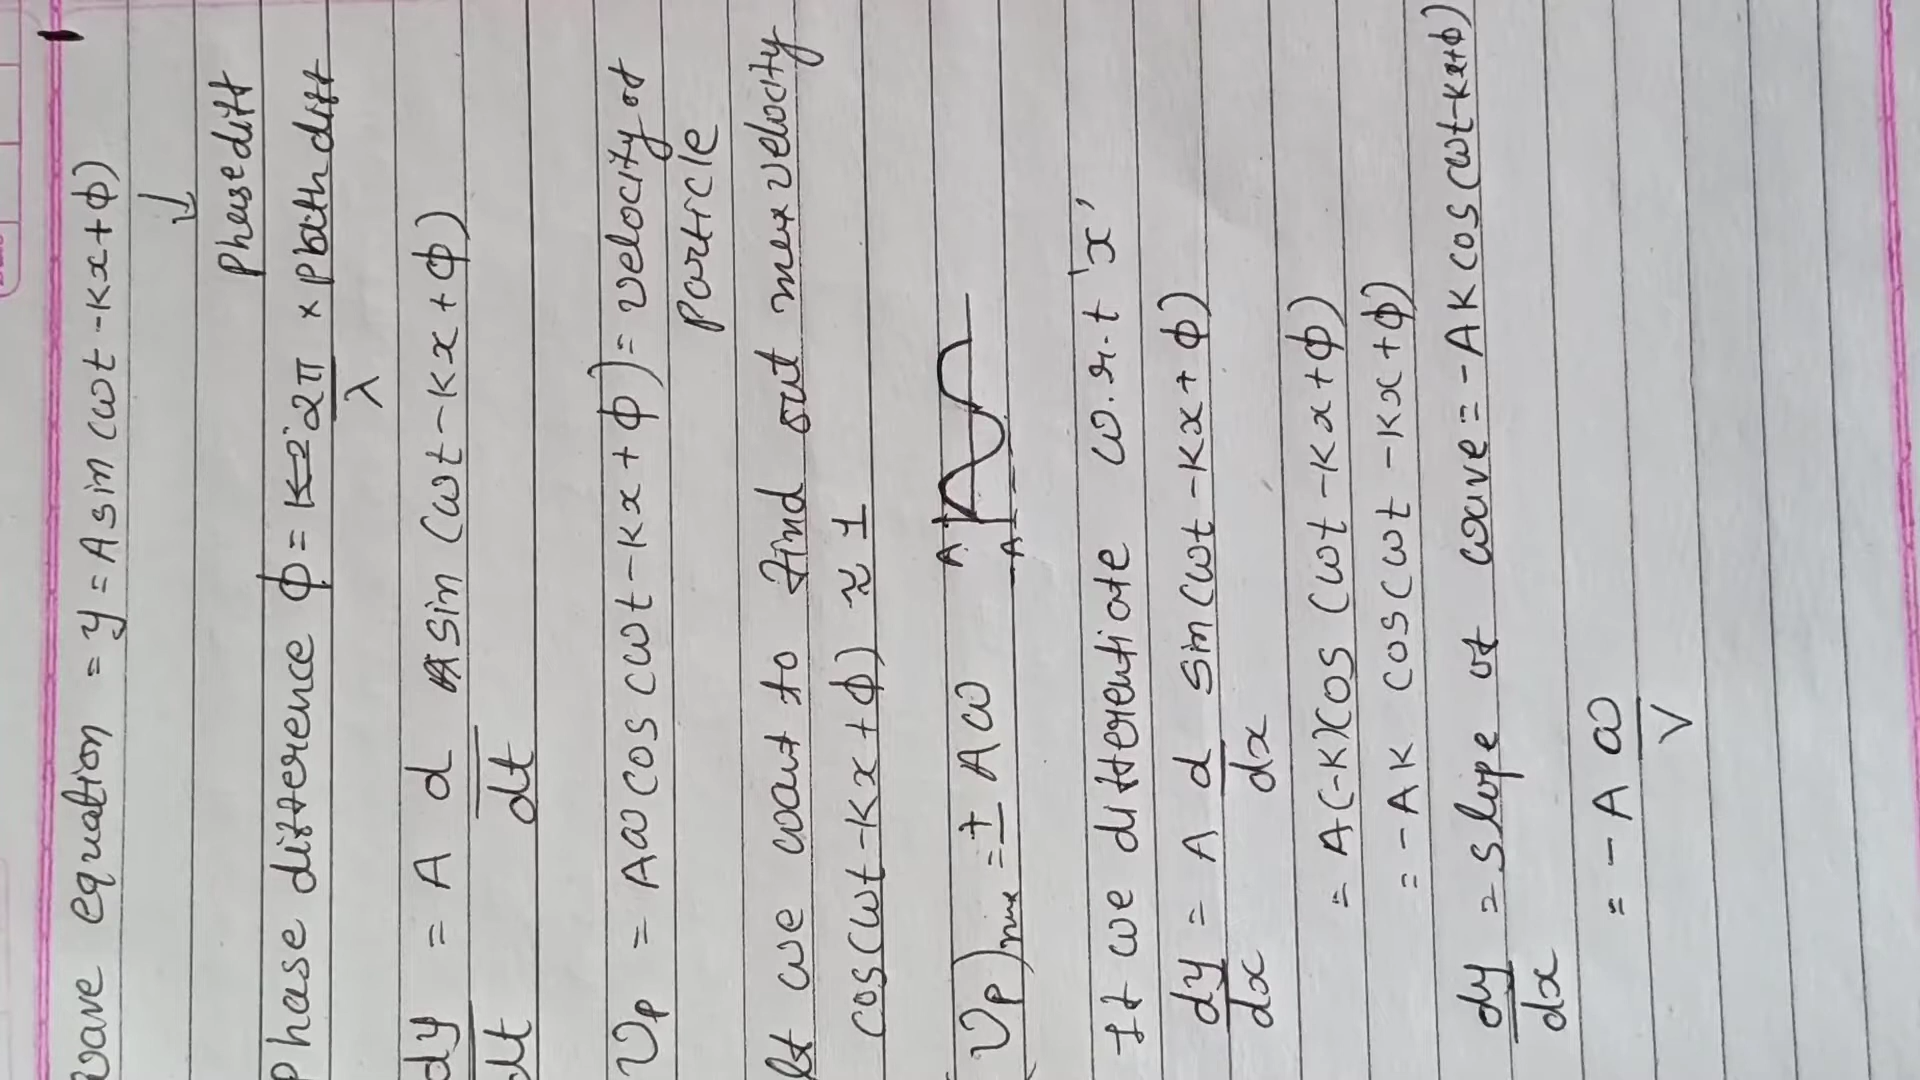 wave equation = y = A sin (ωt - kx + ϕ)
↓
Phase diff
Phase difference ϕ = 2π/λ × path diff
dy/dt = A d/dt sin (ωt - kx + ϕ)
υp = Aω cos (ωt - kx + ϕ) = velocity of
particle
If we want to find out max velocity
cos (ωt - kx + ϕ) ≈ 1
(υp)max = ± Aω
A
-A
If we differentiate w.r.t 'x'
dy/dx = A d/dx sin (ωt - kx + ϕ)
= A(-k)(cos (ωt - kx + ϕ)
= -AK cos (ωt - kx + ϕ)
dy/dx = slope of wave = -AK cos (ωt - kx + ϕ)
= -A ω/V